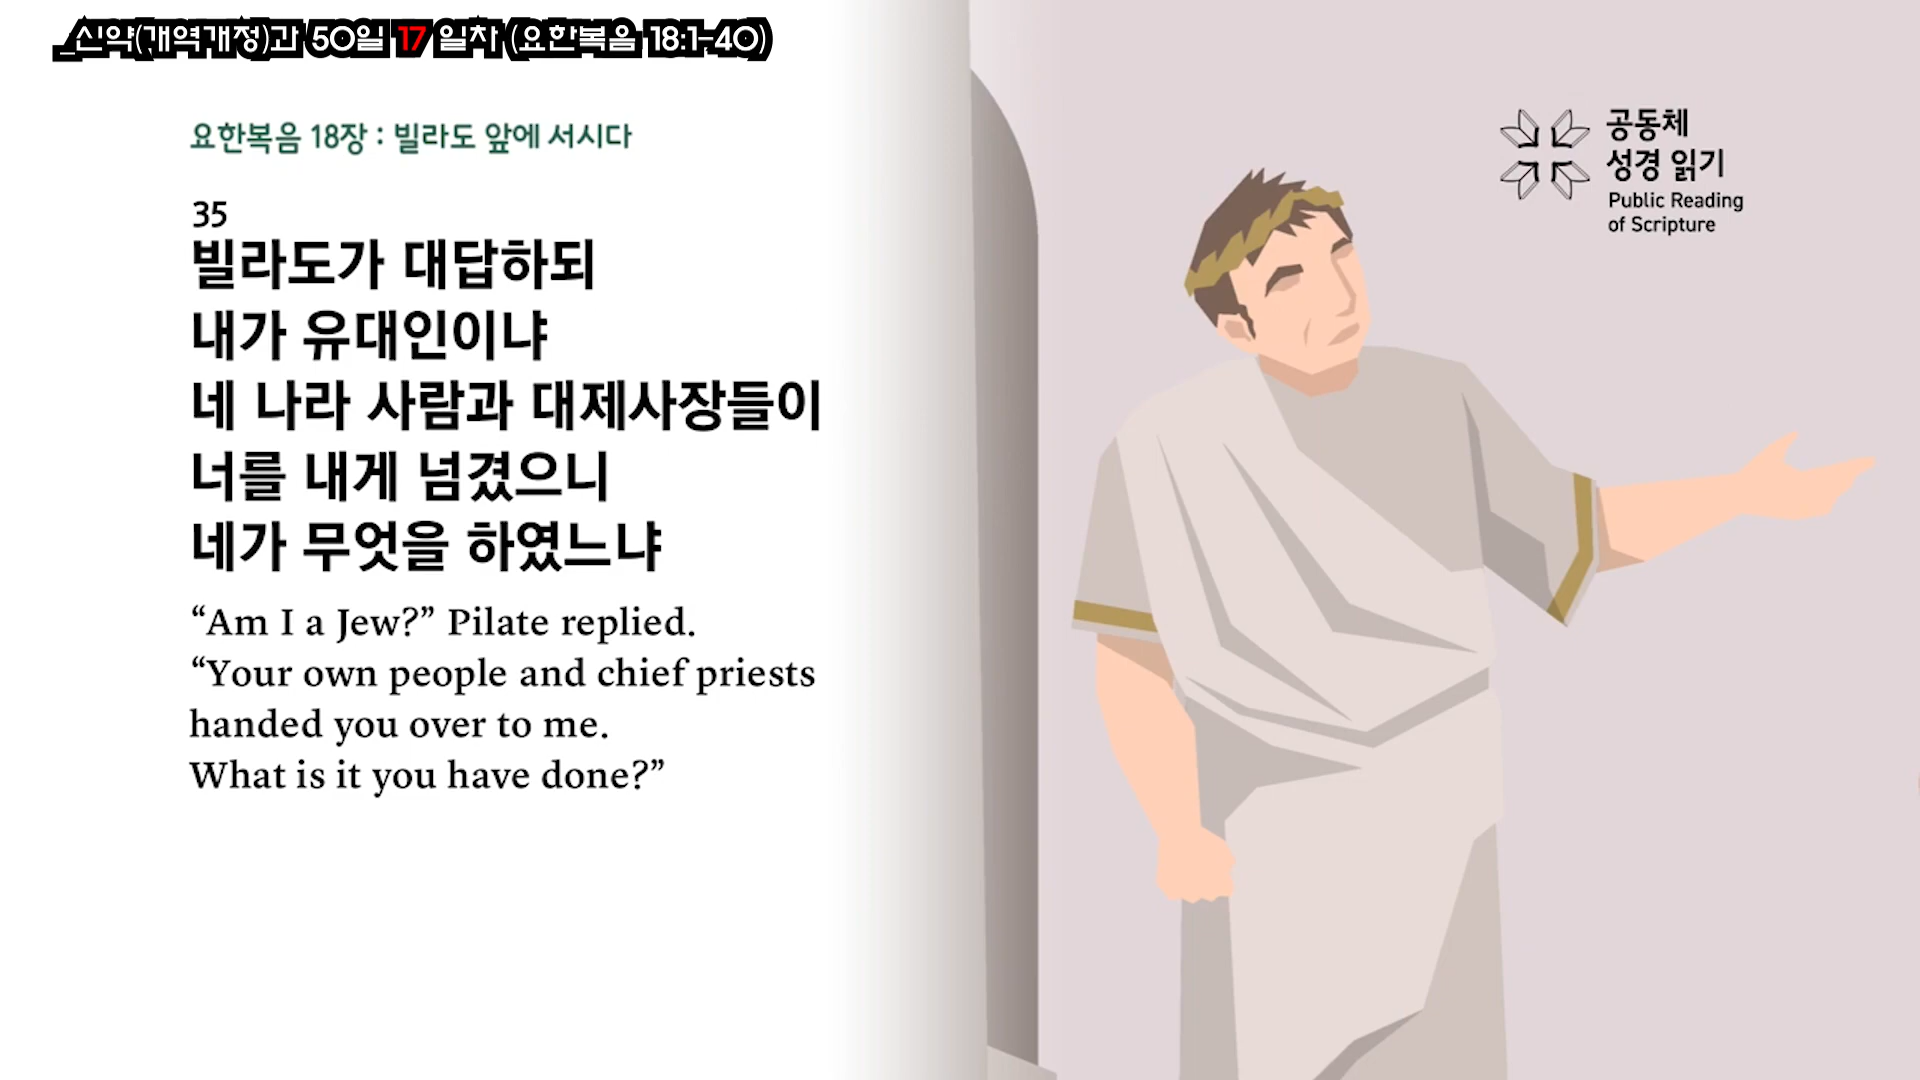 _신약(개역개정)과 50일 17 일차 (요한복음 18:1-40)
요한복음 18장 : 빌라도 앞에 서시다
35
빌라도가 대답하되
내가 유대인이냐
네 나라 사람과 대제사장들이
너를 내게 넘겼으니
네가 무엇을 하였느냐
“Am I a Jew?” Pilate replied.
“Your own people and chief priests
handed you over to me.
What is it you have done?”
공동체
성경 읽기
Public Reading
of Scripture